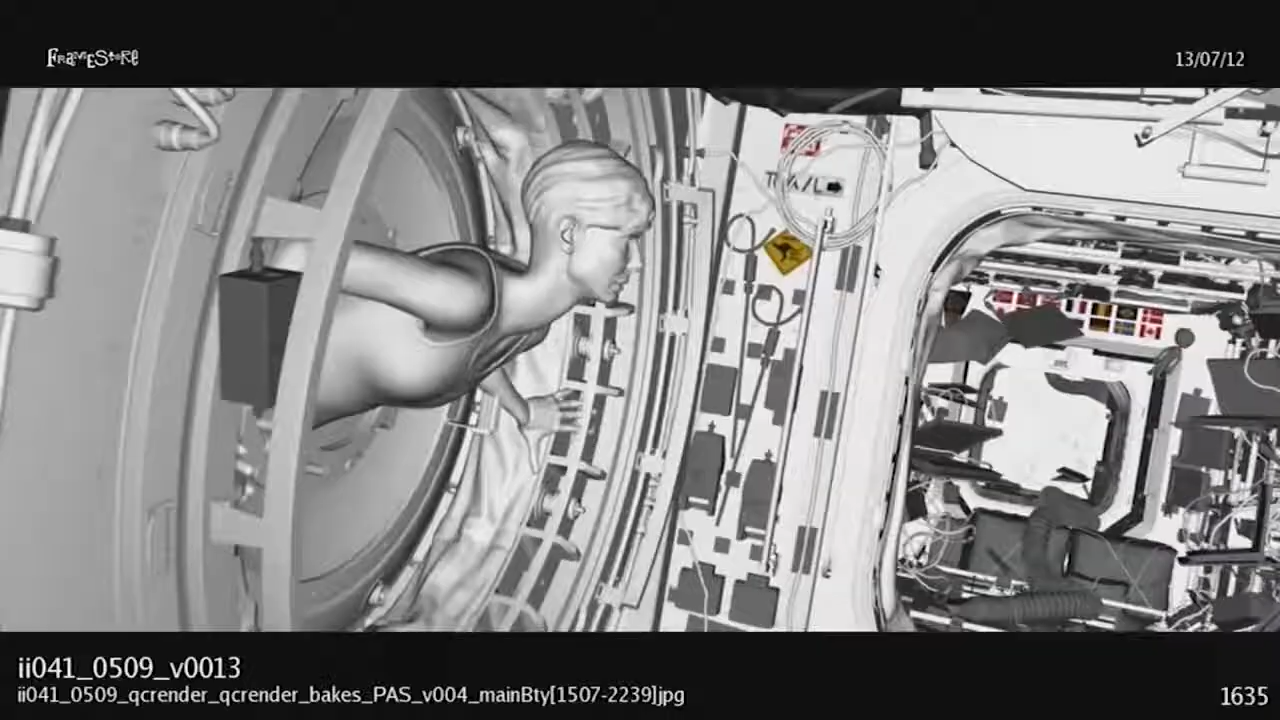 FRAMESTORE
13/07/12
ii041_0509_v0013
ii041_0509_qcrender_qcrender_bakes_PAS_v004_mainBty[1507-2239]jpg
1635